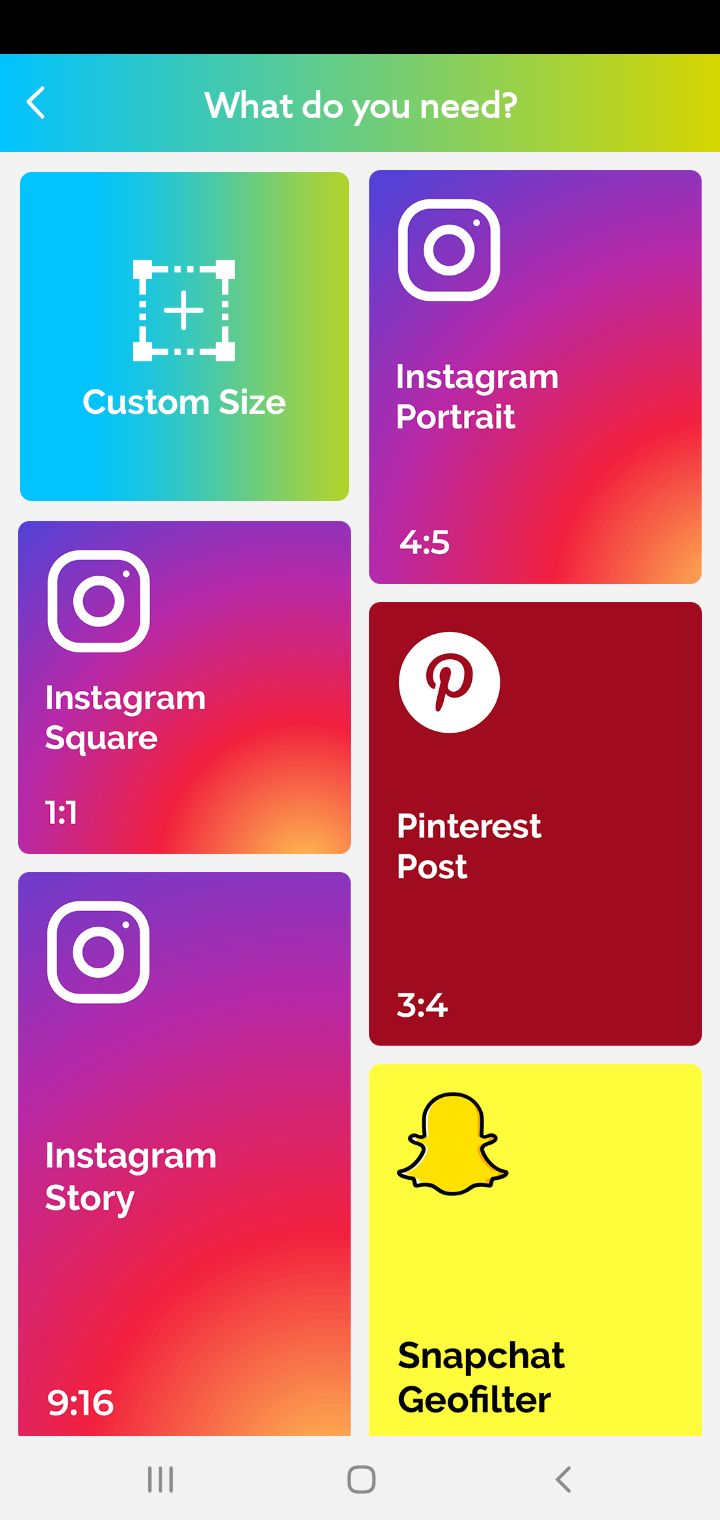 What do you need?
Custom Size
Instagram
Portrait
4:5
Instagram
Square
1:1
Pinterest
Post
3:4
Instagram
Story
9:16
Snapchat
Geofilter